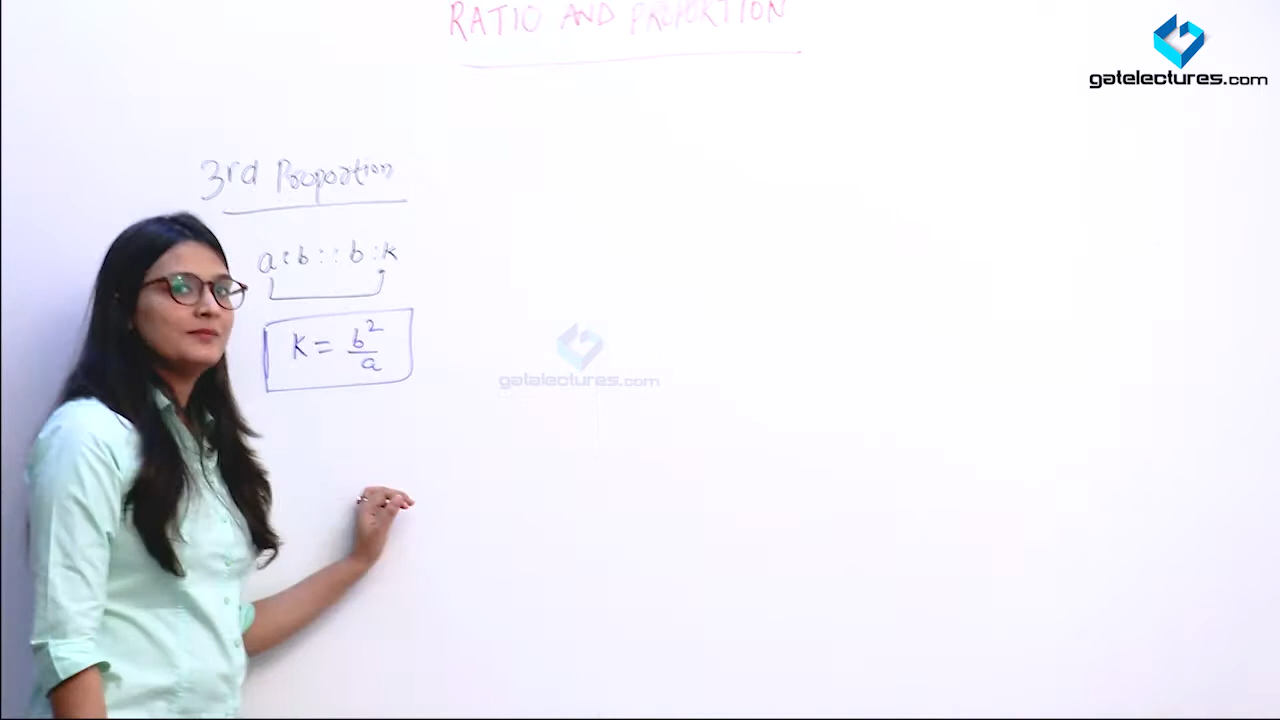 RATIO AND PROPORTION
gatelectures.com
3rd Proportion
a:b::b:k
K = b²/a
gatelectures.com